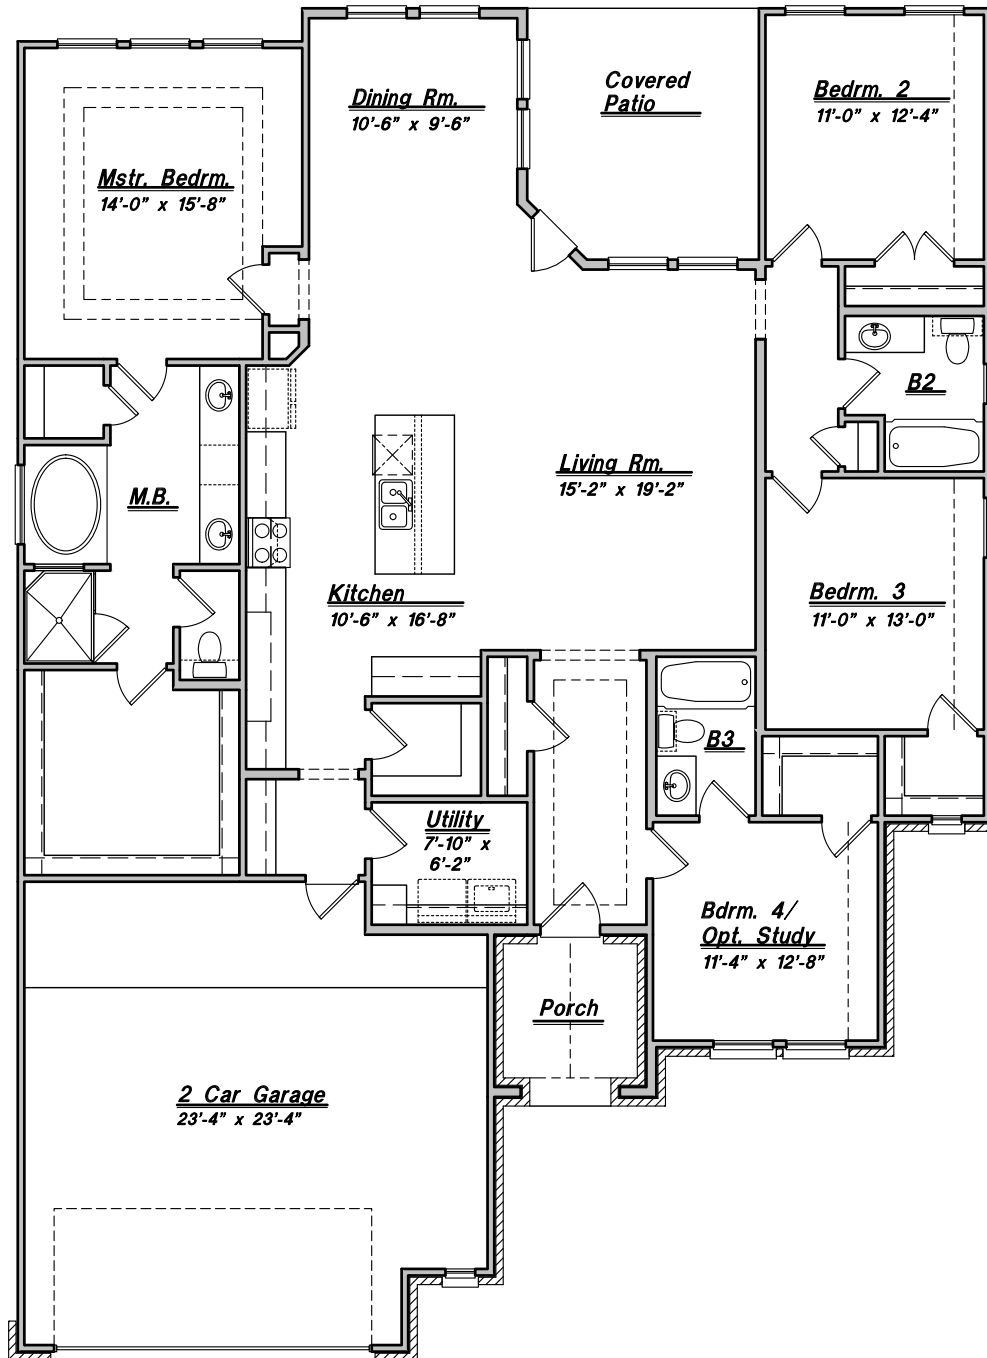 Dining Rm.
10'-6" x 9'-6"
Covered
Patio
Bedrm. 2
11'-0" x 12'-4"
Mstr. Bedrm.
14'-0" x 15'-8"
B2
Living Rm.
15'-2" x 19'-2"
M.B.
Kitchen
10'-6" x 16'-8"
Bedrm. 3
11'-0" x 13'-0"
B3
Utility
7'-10" x
6'-2"
Bdrm. 4/
Opt. Study
11'-4" x 12'-8"
Porch
2 Car Garage
23'-4" x 23'-4"